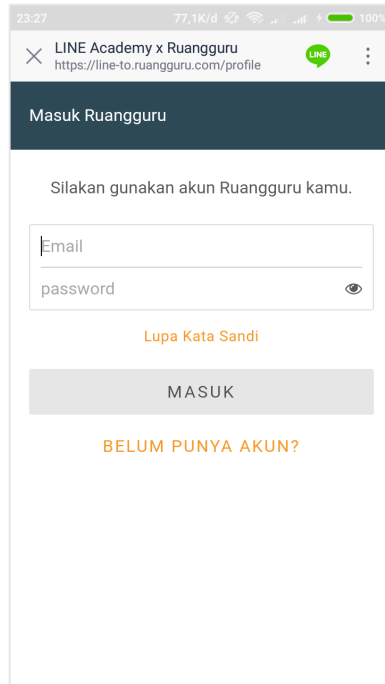 23:27 77,1K/d 100%
LINE Academy x Ruangguru
https://line-to.ruangguru.com/profile
LINE
Masuk Ruangguru
Silakan gunakan akun Ruangguru kamu.
Email
password
Lupa Kata Sandi
MASUK
BELUM PUNYA AKUN?